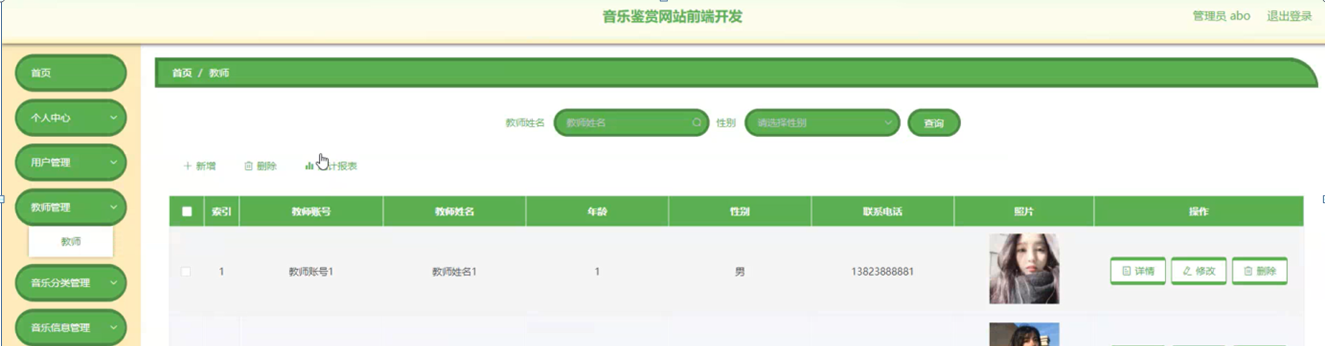 音乐鉴赏网站前端开发
管理员 abo 退出登录
首页
首页 / 教师
个人中心
教师姓名 教师姓名 性别 请选择性别 查询
用户管理
新增 删除 计报表
教师管理
索引 教师账号 教师姓名 年龄 性别 联系电话 照片 操作
教师
1 教师账号1 教师姓名1 1 男 13823888881 详情 修改 删除
音乐分类管理
音乐信息管理